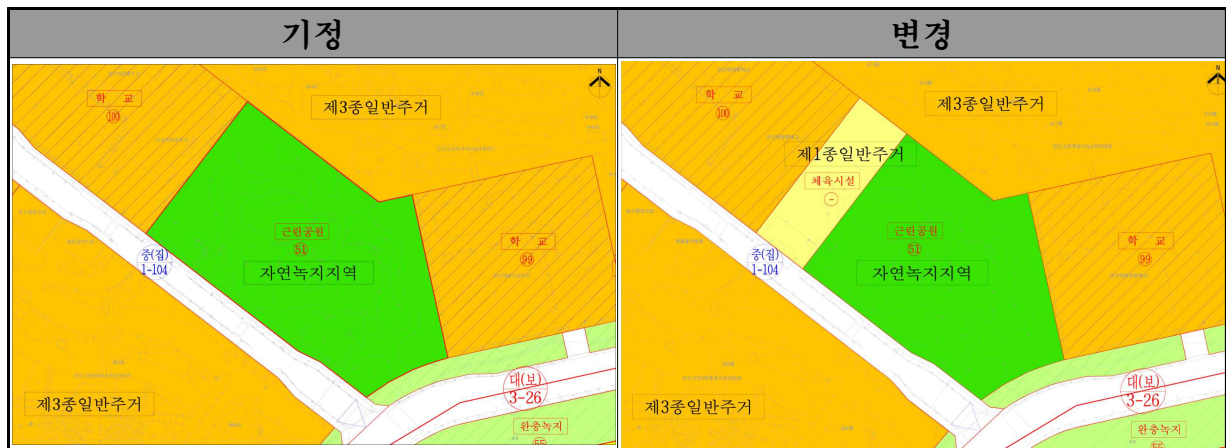 기정
변경
학 교
100
제3종일반주거
근린공원
51
자연녹지지역
학 교
99
중(집)
1-104
제3종일반주거
대(보)
3-26
완충녹지
55
N
학 교
100
제3종일반주거
제1종일반주거
체육시설
-
근린공원
51
자연녹지지역
학 교
99
중(집)
1-104
제3종일반주거
대(보)
3-26
완충녹지
55
N